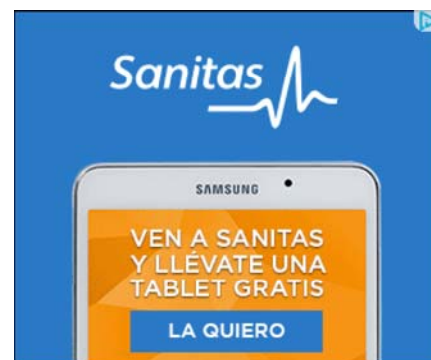 Sanitas
SAMSUNG
VEN A SANITAS
Y LLÉVATE UNA
TABLET GRATIS
LA QUIERO